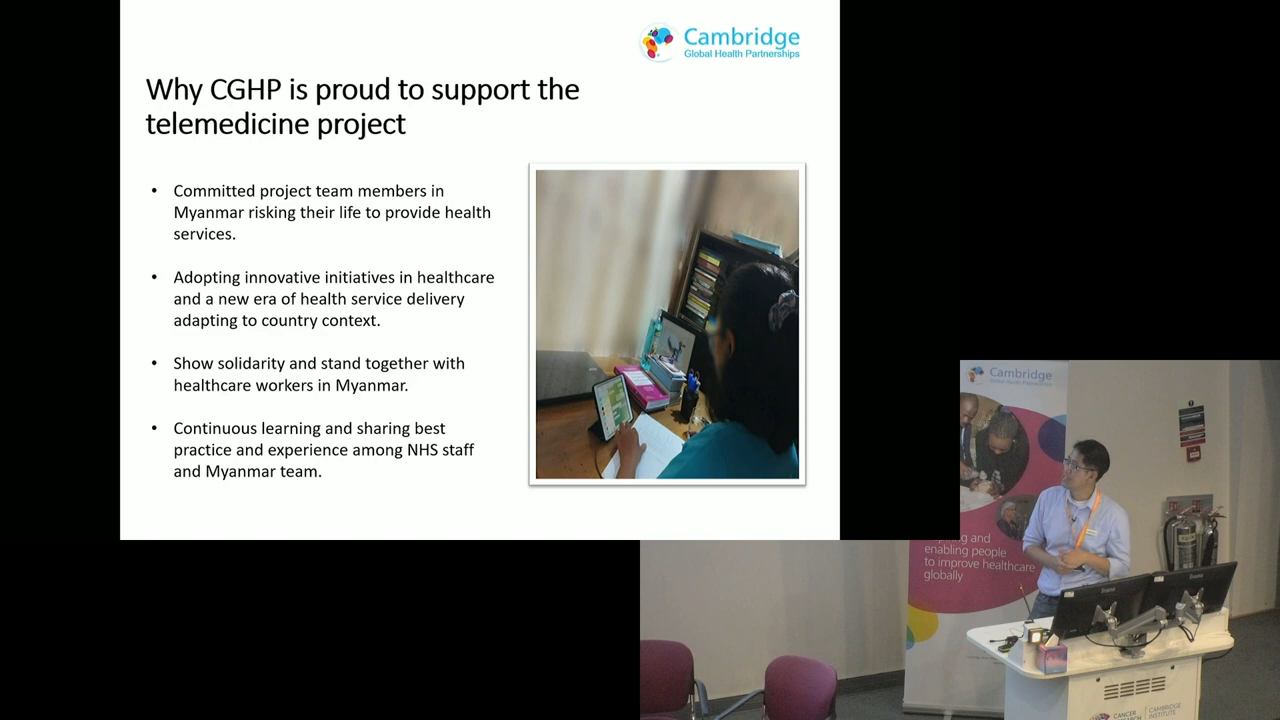 Cambridge
Global Health Partnerships
Why CGHP is proud to support the
telemedicine project
• Committed project team members in
Myanmar risking their life to provide health
services.
• Adopting innovative initiatives in healthcare
and a new era of health service delivery
adapting to country context.
• Show solidarity and stand together with
healthcare workers in Myanmar.
• Continuous learning and sharing best
practice and experience among NHS staff
and Myanmar team.
Cambridge
Global Health Partnerships
and
enabling people
to improve healthcare
globally
CANCER
CAMBRIDGE
INSTITUTE